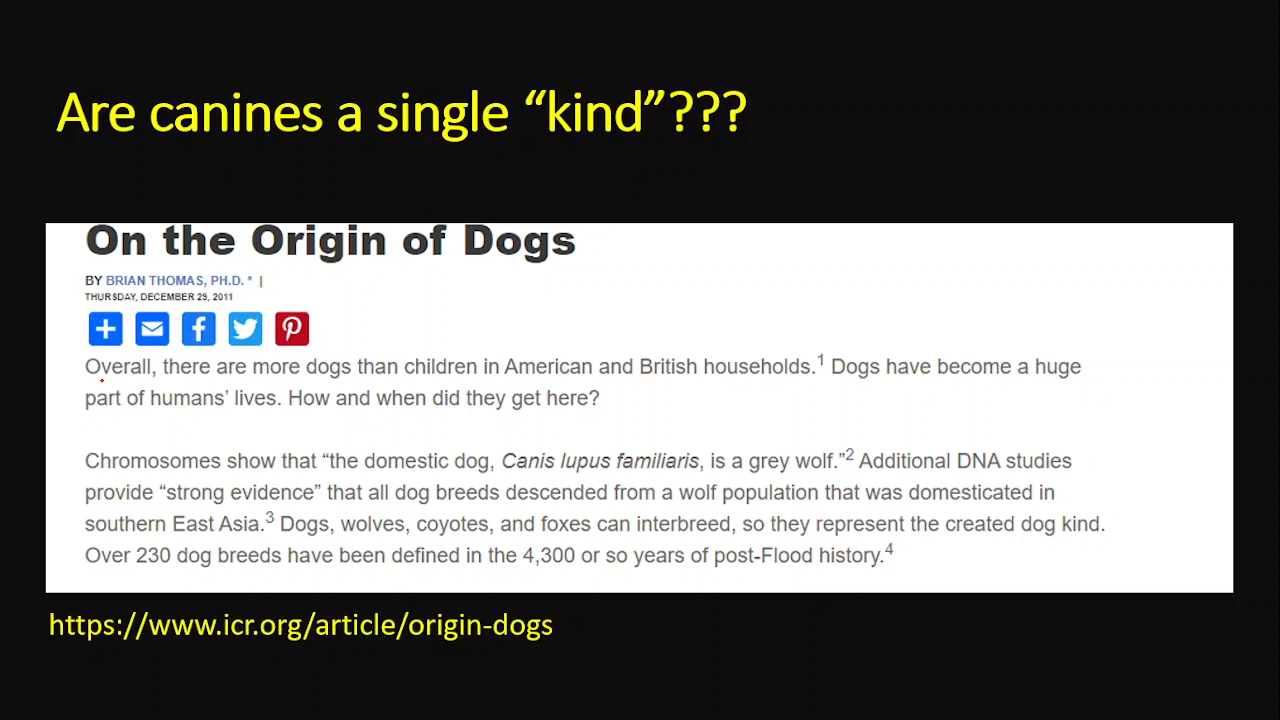 Are canines a single “kind”???
On the Origin of Dogs
BY BRIAN THOMAS, PH.D. * |
THURSDAY, DECEMBER 29, 2011
Overall, there are more dogs than children in American and British households.1 Dogs have become a huge
part of humans’ lives. How and when did they get here?
Chromosomes show that “the domestic dog, Canis lupus familiaris, is a grey wolf.”2 Additional DNA studies
provide “strong evidence” that all dog breeds descended from a wolf population that was domesticated in
southern East Asia.3 Dogs, wolves, coyotes, and foxes can interbreed, so they represent the created dog kind.
Over 230 dog breeds have been defined in the 4,300 or so years of post-Flood history.4
https://www.icr.org/article/origin-dogs